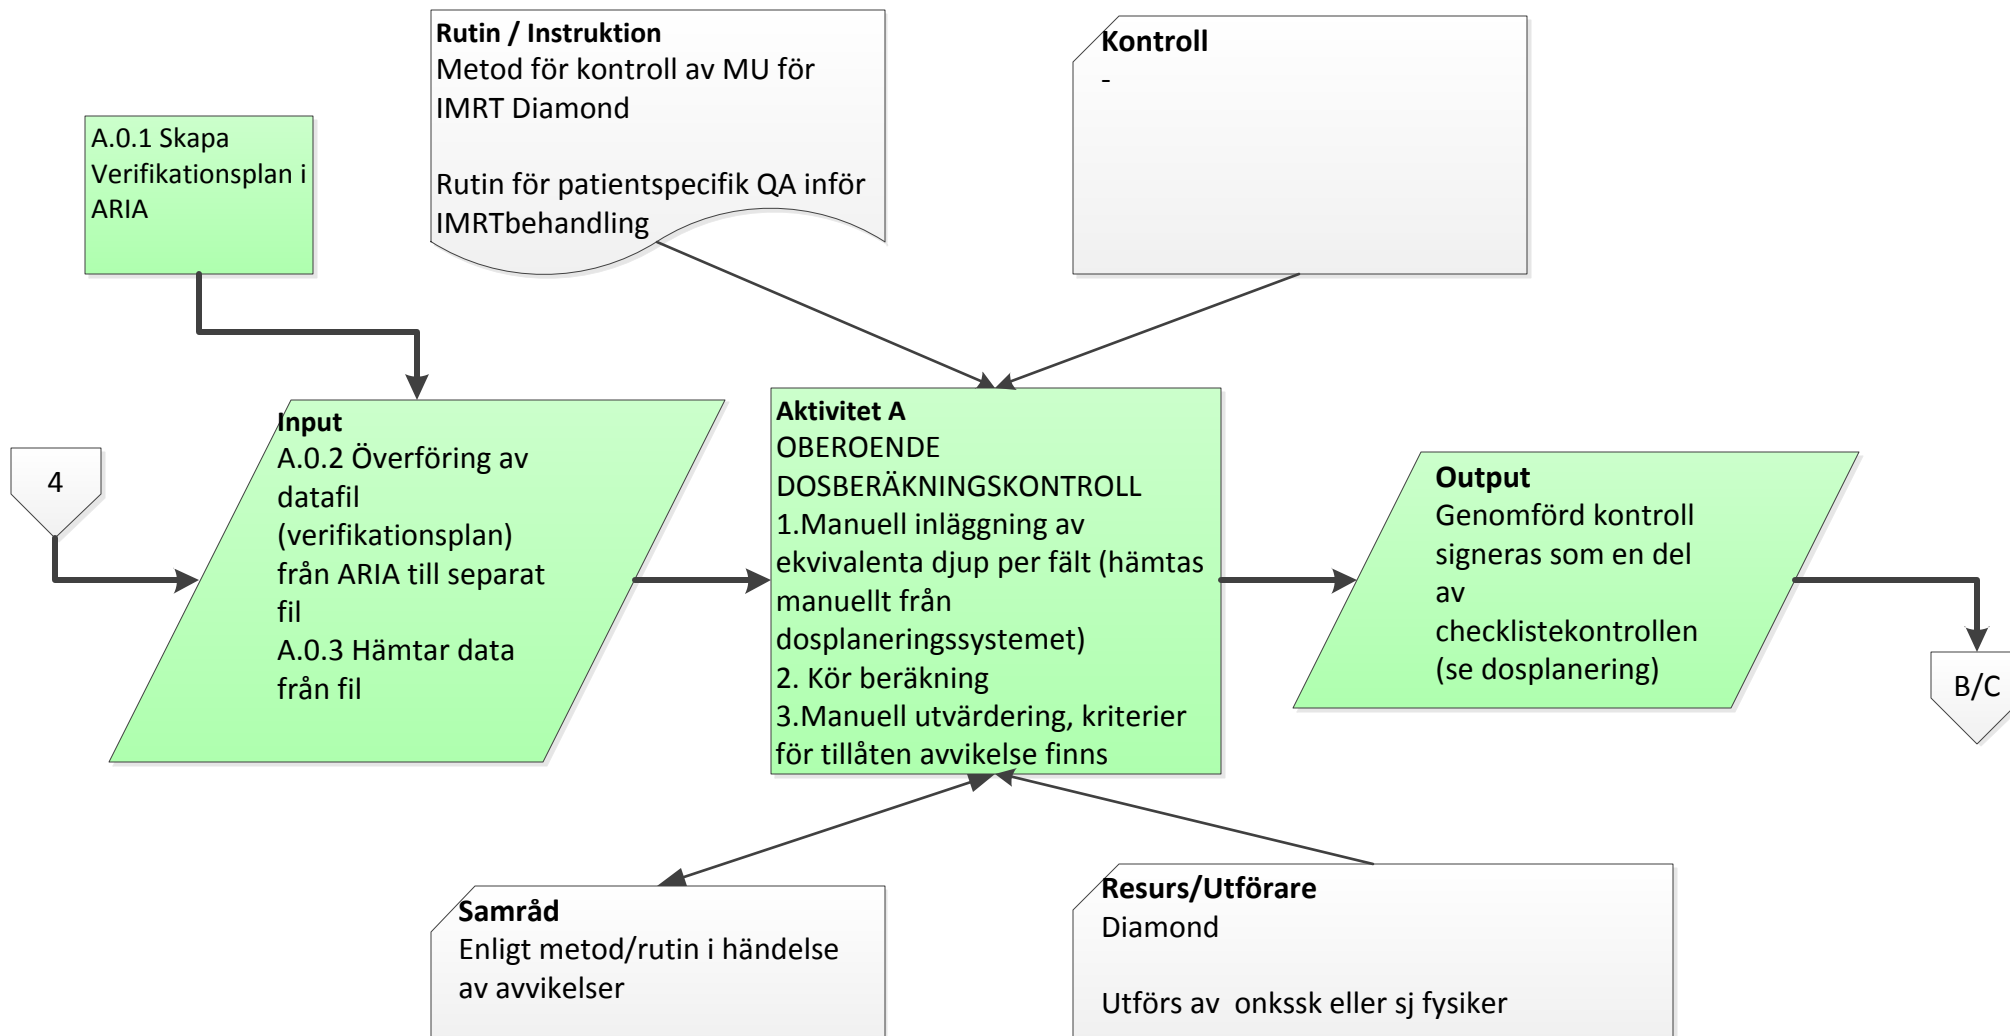 Rutin / Instruktion
Metod för kontroll av MU för
IMRT Diamond
Rutin för patientspecifik QA inför
IMRTbehandling
Kontroll
-
A.0.1 Skapa
Verifikationsplan i
ARIA
4
Input
A.0.2 Överföring av
datafil
(verifikationsplan)
från ARIA till separat
fil
A.0.3 Hämtar data
från fil
Aktivitet A
OBEROENDE
DOSBERÄKNINGSKONTROLL
1.Manuell inläggning av
ekvivalenta djup per fält (hämtas
manuellt från
dosplaneringssystemet)
2. Kör beräkning
3.Manuell utvärdering, kriterier
för tillåten avvikelse finns
Output
Genomförd kontroll
signeras som en del
av
checklistekontrollen
(se dosplanering)
B/C
Samråd
Enligt metod/rutin i händelse
av avvikelser
Resurs/Utförare
Diamond
Utförs av  onkssk eller sj fysiker